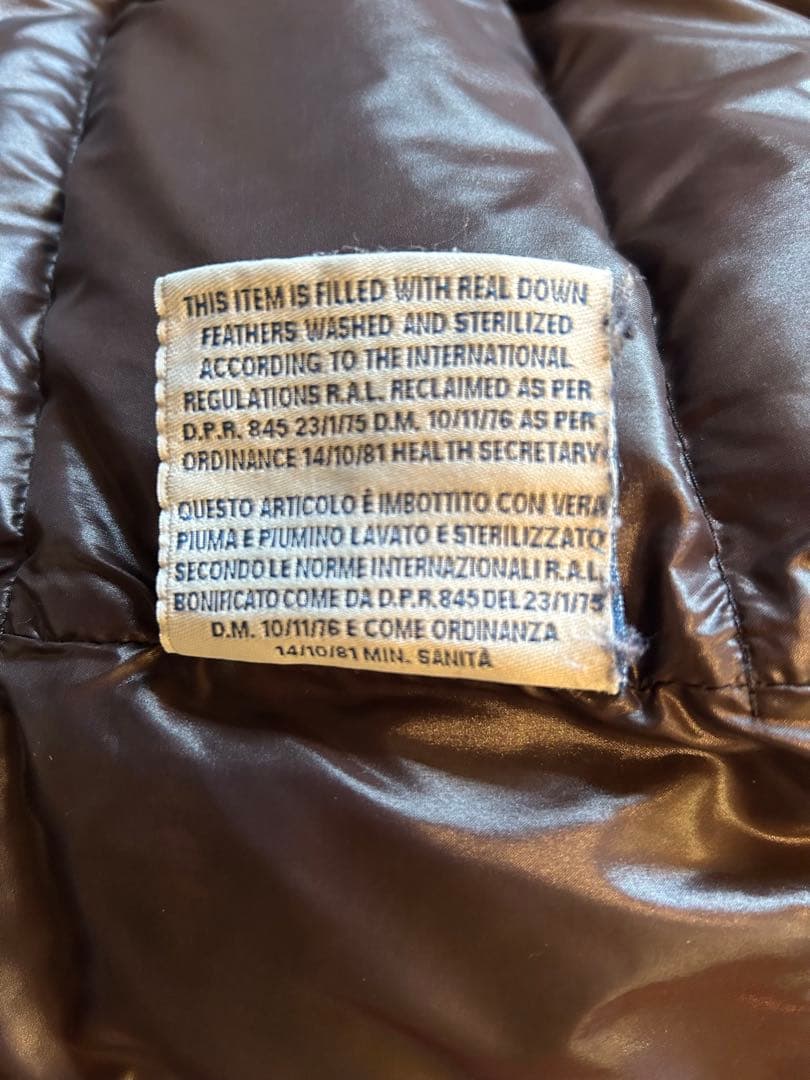 THIS ITEM IS FILLED WITH REAL DOWN
FEATHERS WASHED AND STERILIZED
ACCORDING TO THE INTERNATIONAL
REGULATIONS R.A.L. RECLAIMED AS PER
D.P.R. 845 23/1/75 D.M. 10/11/76 AS PER
ORDINANCE 14/10/81 HEALTH SECRETARY
QUESTO ARTICOLO È IMBOTTITO CON VERA
PIUMA E PIUMINO LAVATO E STERILIZZATO
SECONDO LE NORME INTERNAZIONALI R.A.L.
BONIFICATO COME DA D.P.R. 845 DEL 23/1/75
D.M. 10/11/76 E COME ORDINANZA
14/10/81 MIN. SANITÀ